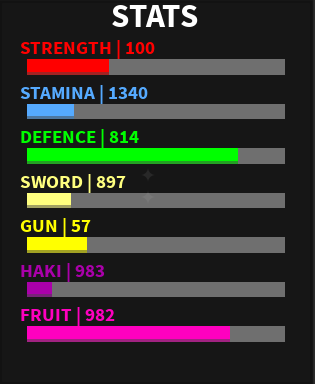 STATS
STRENGTH | 100
STAMINA | 1340
DEFENCE | 814
SWORD | 897
GUN | 57
HAKI | 983
FRUIT | 982